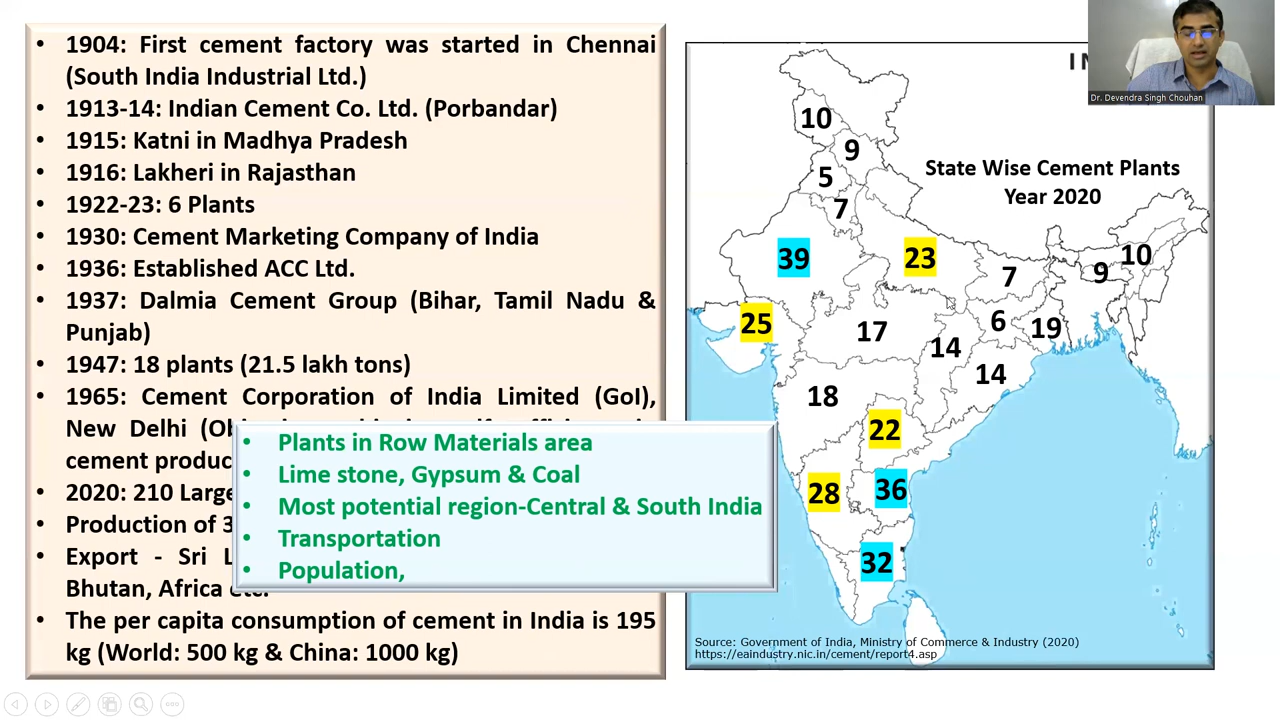 • 1904: First cement factory was started in Chennai
(South India Industrial Ltd.)
• 1913-14: Indian Cement Co. Ltd. (Porbandar)
• 1915: Katni in Madhya Pradesh
• 1916: Lakheri in Rajasthan
• 1922-23: 6 Plants
• 1930: Cement Marketing Company of India
• 1936: Established ACC Ltd.
• 1937: Dalmia Cement Group (Bihar, Tamil Nadu &
Punjab)
• 1947: 18 plants (21.5 lakh tons)
• 1965: Cement Corporation of India Limited (GoI),
New Delhi
cement
• 2020: 210 Large
• Production of 3
• Export - Sri L
Bhutan, Africa etc.
• The per capita consumption of cement in India is 195
kg (World: 500 kg & China: 1000 kg)
• Plants in Row Materials area
• Lime stone, Gypsum & Coal
• Most potential region-Central & South India
• Transportation
• Population,
IN
Dr. Devendra Singh Chouhan
State Wise Cement Plants
Year 2020
10
9
5
7
39
23
7
9
10
25
17
14
6
19
14
18
22
28
36
32
Source: Government of India, Ministry of Commerce & Industry (2020)
https://eaindustry.nic.in/cement/report4.asp